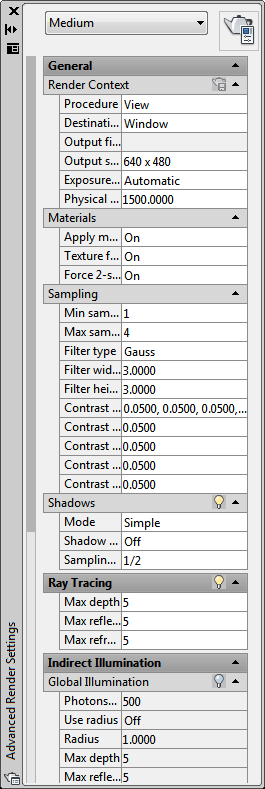 Medium
General
Render Context
Procedure View
Destinati... Window
Output fi...
Output s... 640 x 480
Exposure... Automatic
Physical ... 1500.0000
Materials
Apply m... On
Texture f... On
Force 2-s... On
Sampling
Min sam... 1
Max sam... 4
Filter type Gauss
Filter wid... 3.0000
Filter hei... 3.0000
Contrast ... 0.0500, 0.0500, 0.0500,...
Contrast ... 0.0500
Contrast ... 0.0500
Contrast ... 0.0500
Contrast ... 0.0500
Shadows
Mode Simple
Shadow ... Off
Samplin... 1/2
Ray Tracing
Max depth 5
Max refle... 5
Max refr... 5
Indirect Illumination
Global Illumination
Photons... 500
Use radius Off
Radius 1.0000
Max depth 5
Max refle... 5
Advanced Render Settings